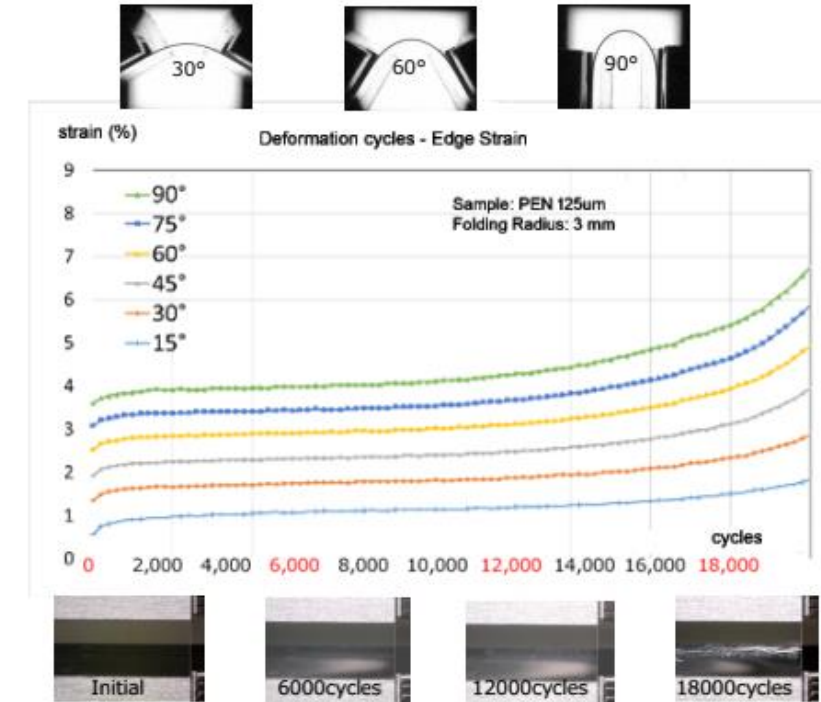 30°
60°
90°
strain (%)
Deformation cycles - Edge Strain
9
8
7
6
5
4
3
2
1
0
90°
75°
60°
45°
30°
15°
Sample: PEN 125um
Folding Radius: 3 mm
cycles
0 2,000 4,000 6,000 8,000 10,000 12,000 14,000 16,000 18,000
Initial
6000cycles
12000cycles
18000cycles